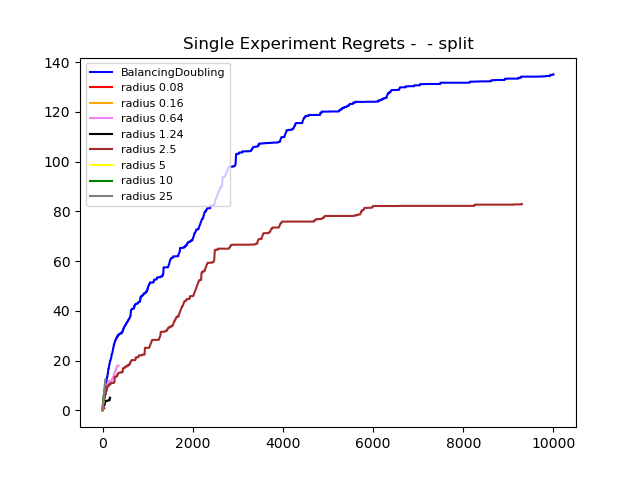 Single Experiment Regrets -  - split
140
120
100
80
60
40
20
0
BalancingDoubling
radius 0.08
radius 0.16
radius 0.64
radius 1.24
radius 2.5
radius 5
radius 10
radius 25
0 2000 4000 6000 8000 10000